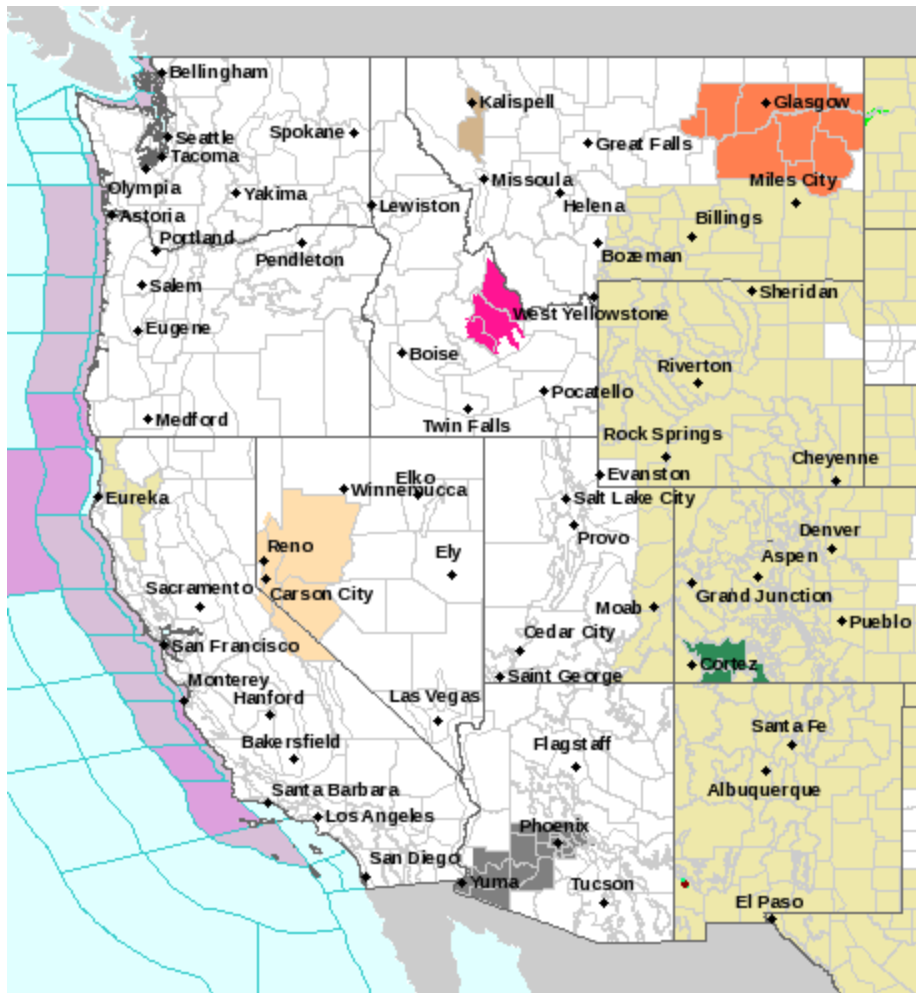 Bellingham
Kalispell
Glasgow
Seattle
Spokane
Great Falls
Tacoma
Olympia
Yakima
Missoula
Miles City
Astoria
Lewiston
Helena
Portland
Billings
Pendleton
Bozeman
Salem
Sheridan
Eugene
West Yellowstone
Boise
Riverton
Pocatello
Medford
Twin Falls
Rock Springs
Cheyenne
Elko
Evanston
Eureka
Winnemucca
Salt Lake City
Provo
Denver
Reno
Ely
Aspen
Sacramento
Carson City
Grand Junction
Moab
Pueblo
Cedar City
San Francisco
Cortez
Saint George
Monterey
Hanford
Las Vegas
Santa Fe
Bakersfield
Flagstaff
Albuquerque
Santa Barbara
Los Angeles
Phoenix
San Diego
Yuma
Tucson
El Paso